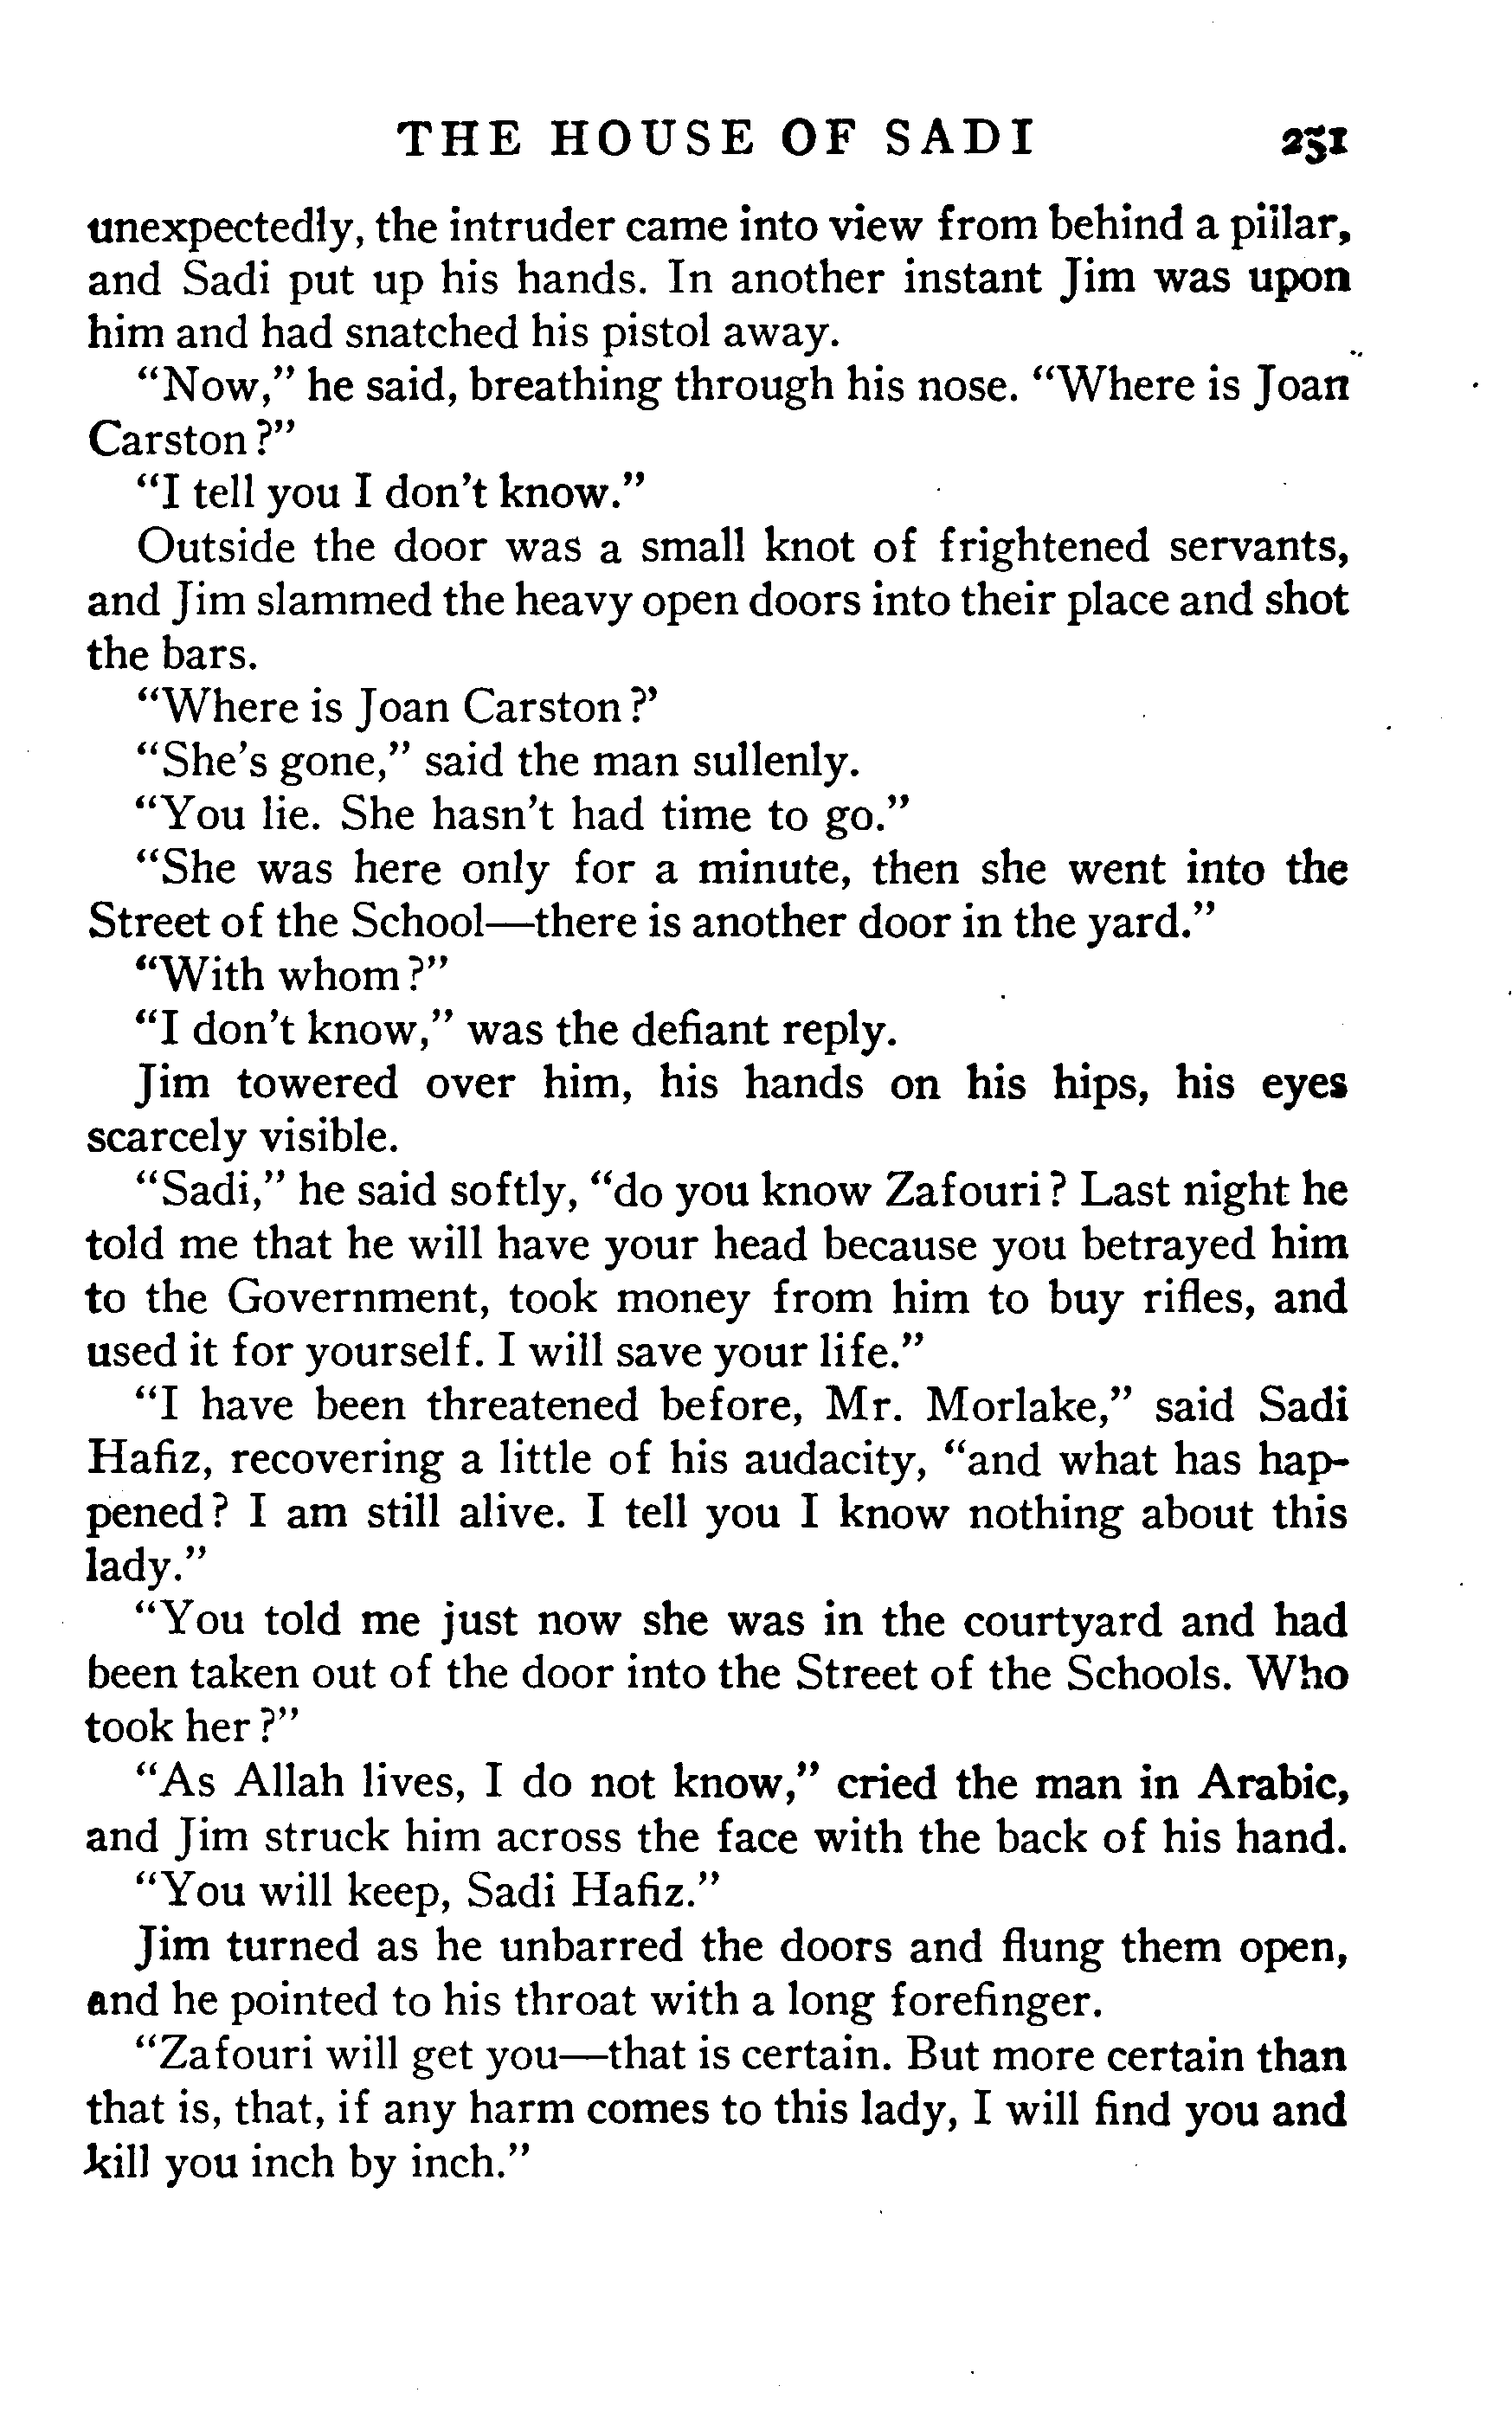 THE HOUSE OF SADI 231
unexpectedly, the intruder came into view from behind a pillar,
and Sadi put up his hands. In another instant Jim was upon
him and had snatched his pistol away.
"Now," he said, breathing through his nose. "Where is Joan
Carston?"
"I tell you I don't know."
Outside the door was a small knot of frightened servants,
and Jim slammed the heavy open doors into their place and shot
the bars.
"Where is Joan Carston?'
"She's gone," said the man sullenly.
"You lie. She hasn't had time to go."
"She was here only for a minute, then she went into the
Street of the School—there is another door in the yard."
"With whom?"
"I don't know," was the defiant reply.
Jim towered over him, his hands on his hips, his eyes
scarcely visible.
"Sadi," he said softly, "do you know Zafouri? Last night he
told me that he will have your head because you betrayed him
to the Government, took money from him to buy rifles, and
used it for yourself. I will save your life."
"I have been threatened before, Mr. Morlake," said Sadi
Hafiz, recovering a little of his audacity, "and what has hap-
pened? I am still alive. I tell you I know nothing about this
lady."
"You told me just now she was in the courtyard and had
been taken out of the door into the Street of the Schools. Who
took her?"
"As Allah lives, I do not know," cried the man in Arabic,
and Jim struck him across the face with the back of his hand.
"You will keep, Sadi Hafiz."
Jim turned as he unbarred the doors and flung them open,
and he pointed to his throat with a long forefinger.
"Zafouri will get you—that is certain. But more certain than
that is, that, if any harm comes to this lady, I will find you and
kill you inch by inch."